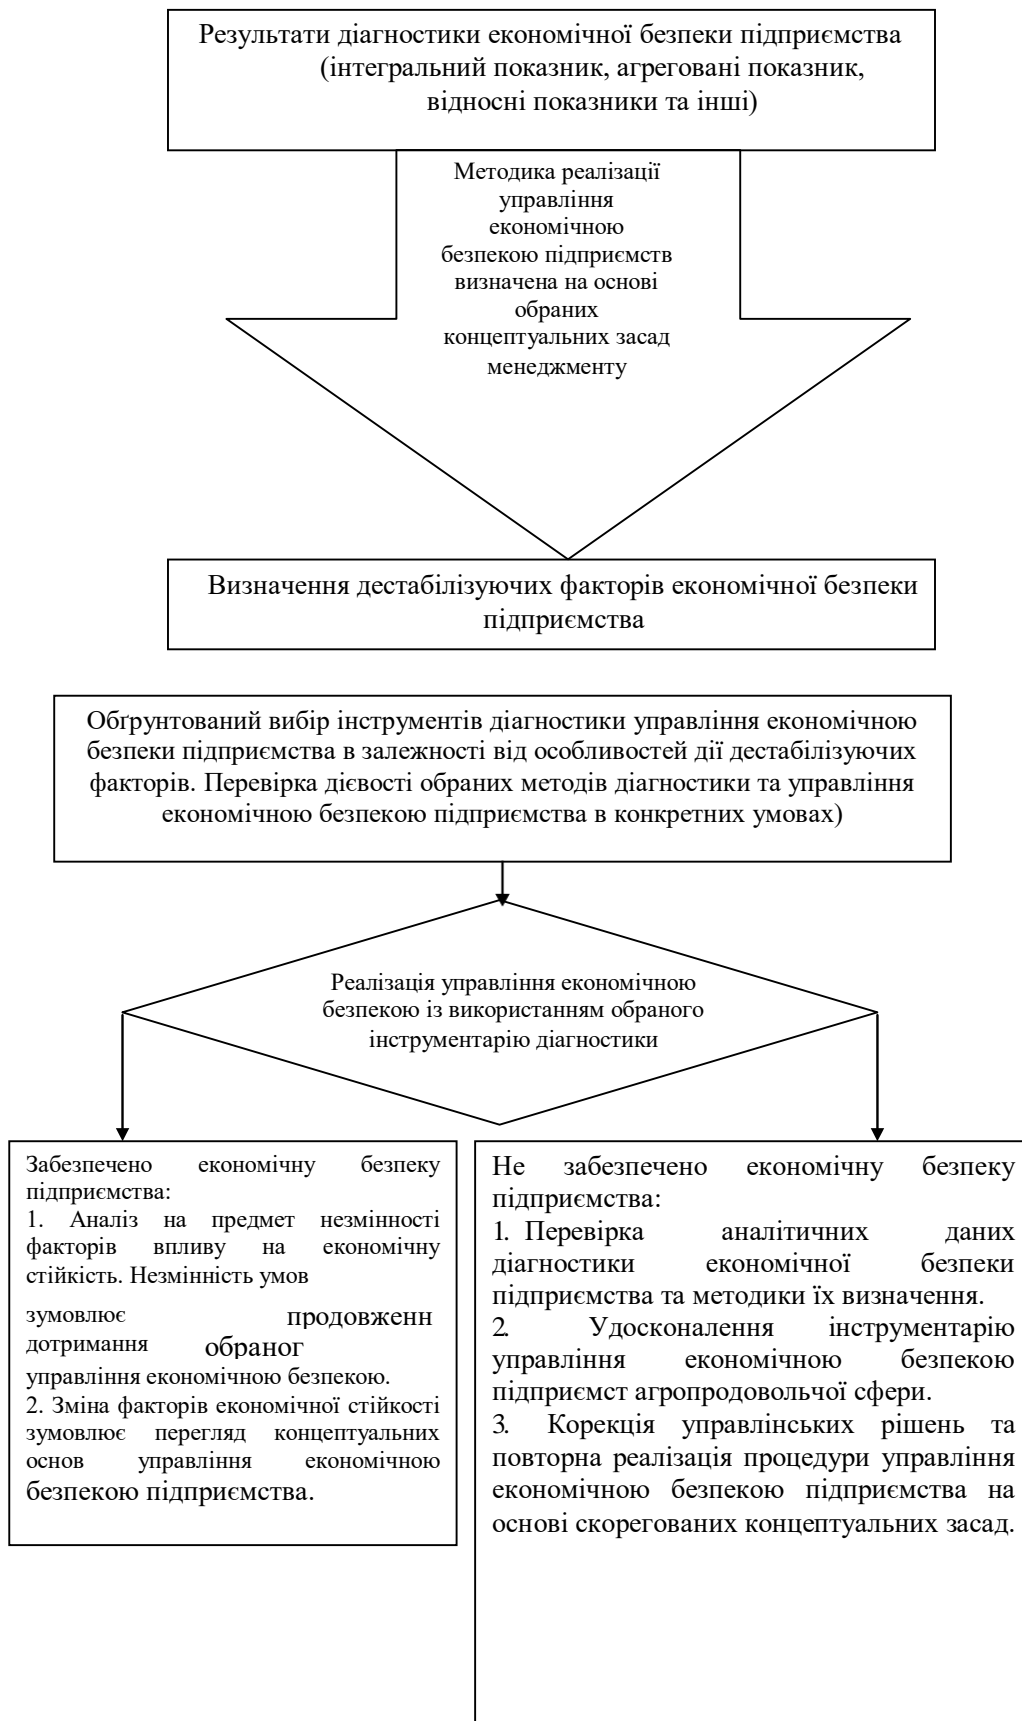 Результати діагностики економічної безпеки підприємства
(інтегральний показник, агреговані показник,
відносні показники та інші)
Методика реалізації
управління
економічною
безпекою підприємств
визначена на основі
обраних
концептуальних засад
менеджменту
Визначення дестабілізуючих факторів економічної безпеки
підприємства
Обґрунтований вибір інструментів діагностики управління економічною
безпеки підприємства в залежності від особливостей дії дестабілізуючих
факторів. Перевірка дієвості обраних методів діагностики та управління
економічною безпекою підприємства в конкретних умовах)
Реалізація управління економічною
безпекою із використанням обраного
інструментарію діагностики
Забезпечено економічну безпеку
підприємства:
1. Аналіз на предмет незмінності
факторів впливу на економічну
стійкість. Незмінність умов
зумовлює продовженн
дотримання обраног
управління економічною безпекою.
2. Зміна факторів економічної стійкості
зумовлює перегляд концептуальних
основ управління економічною
безпекою підприємства.
Не забезпечено економічну безпеку
підприємства:
1. Перевірка аналітичних даних
діагностики економічної безпеки
підприємства та методики їх визначення.
2. Удосконалення інструментарію
управління економічною безпекою
підприємст агропродовольчої сфери.
3. Корекція управлінських рішень та
повторна реалізація процедури управління
економічною безпекою підприємства на
основі скорегованих концептуальних засад.